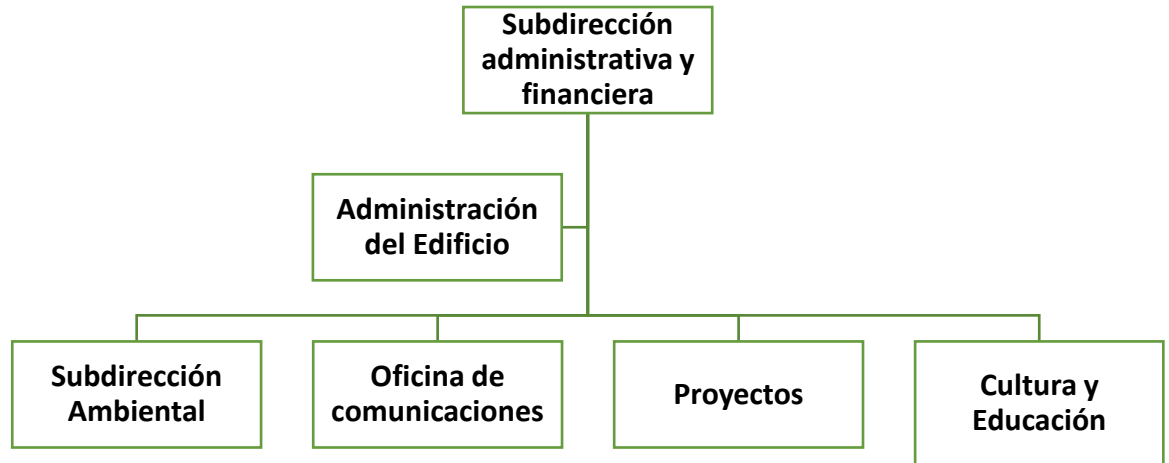 Subdirección
administrativa y
financiera
Administración
del Edificio
Subdirección
Ambiental
Oficina de
comunicaciones
Proyectos
Cultura y
Educación